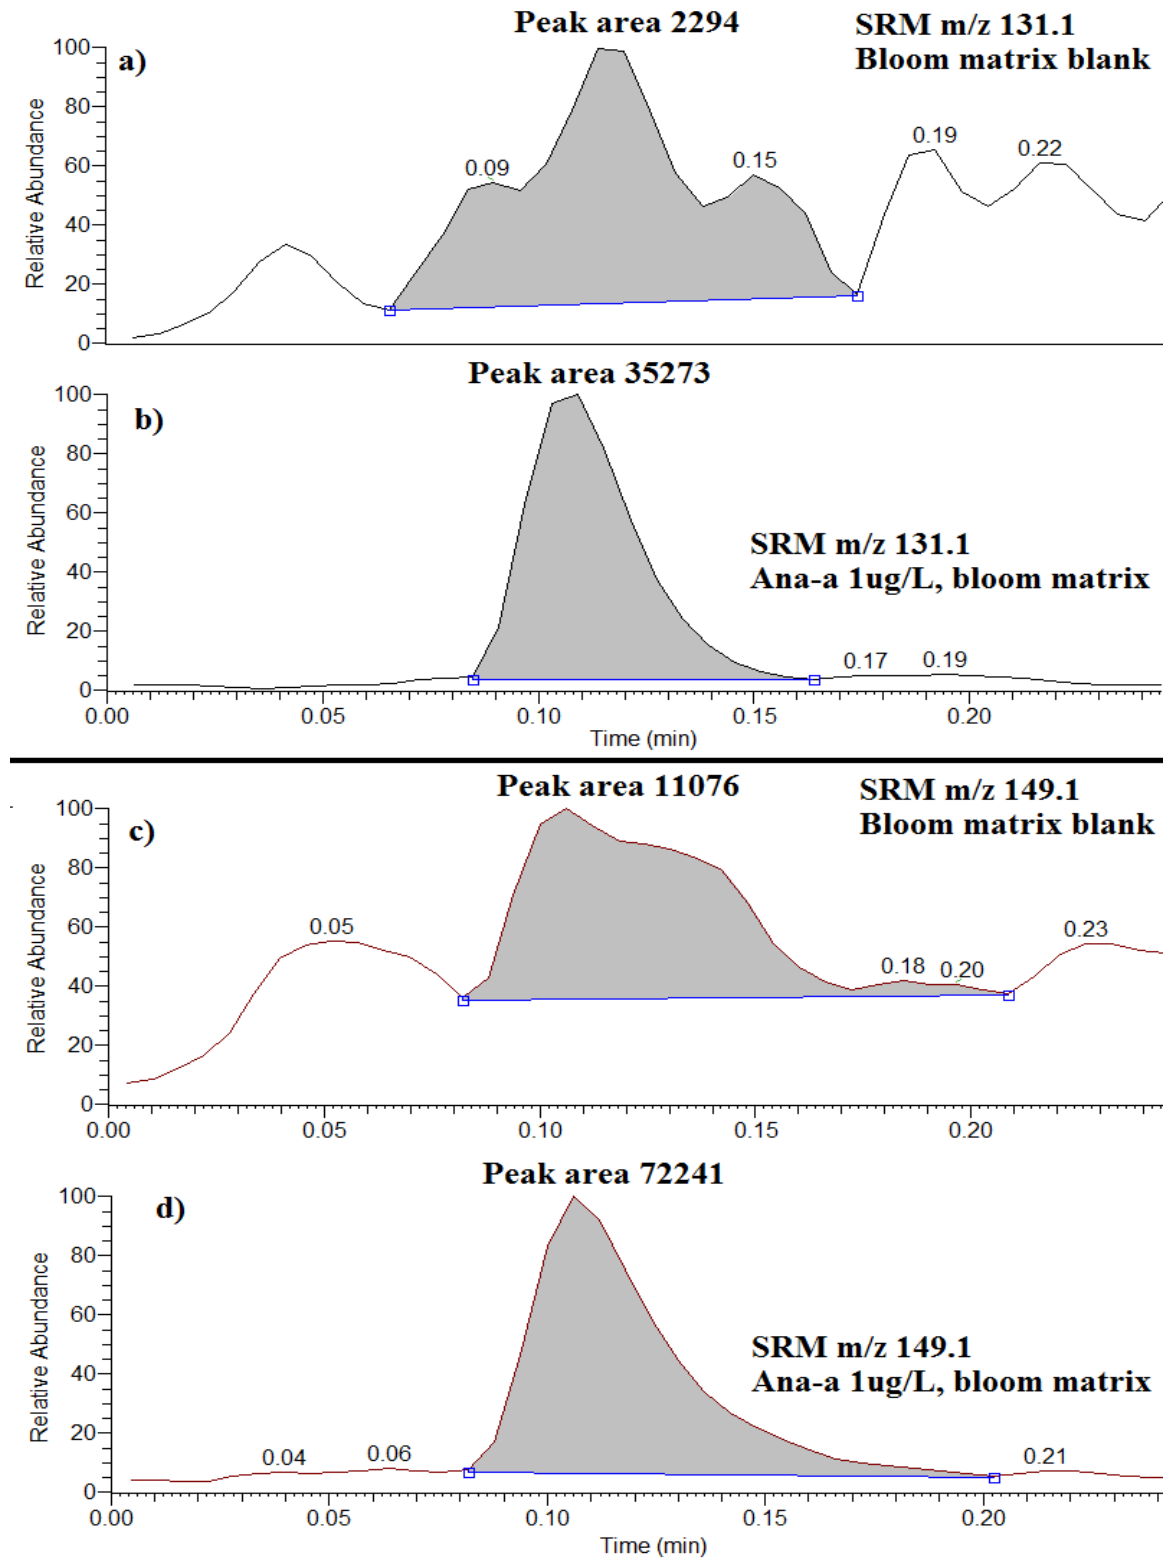 Peak area 2294
SRM m/z 131.1
Bloom matrix blank
a)
Relative Abundance
100
80
60
40
20
0
0.09
0.15
0.19
0.22
Peak area 35273
b)
Relative Abundance
100
80
60
40
20
0
SRM m/z 131.1
Ana-a 1ug/L, bloom matrix
0.17
0.19
0.00
0.05
0.10
0.15
0.20
Time (min)
Peak area 11076
SRM m/z 149.1
Bloom matrix blank
c)
Relative Abundance
100
80
60
40
20
0
0.05
0.18
0.20
0.23
0.00
0.05
0.10
0.15
0.20
Peak area 72241
d)
Relative Abundance
100
80
60
40
20
0
SRM m/z 149.1
Ana-a 1ug/L, bloom matrix
0.04
0.06
0.21
0.00
0.05
0.10
0.15
0.20
Time (min)